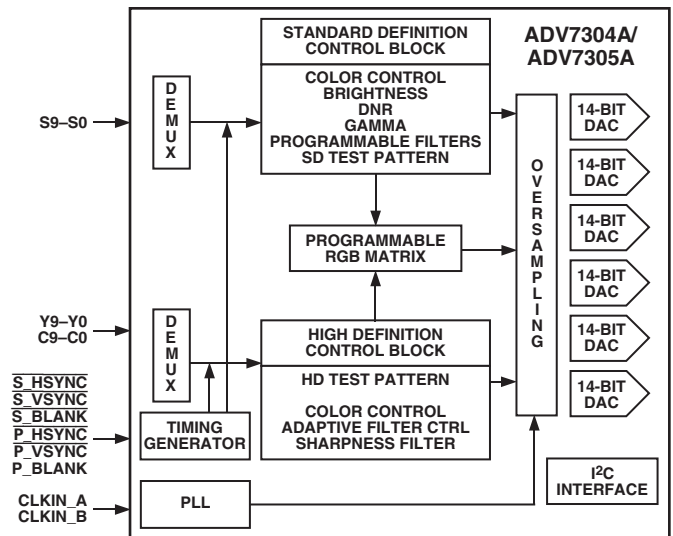 ADV7304A/
ADV7305A
STANDARD DEFINITION
CONTROL BLOCK
COLOR CONTROL
BRIGHTNESS
DNR
GAMMA
PROGRAMMABLE FILTERS
SD TEST PATTERN
DEMUX
S9–S0
PROGRAMMABLE
RGB MATRIX
OVERSAMPLING
14-BIT
DAC
14-BIT
DAC
14-BIT
DAC
14-BIT
DAC
14-BIT
DAC
14-BIT
DAC
Y9–Y0
C9–C0
DEMUX
HIGH DEFINITION
CONTROL BLOCK
HD TEST PATTERN
COLOR CONTROL
ADAPTIVE FILTER CTRL
SHARPNESS FILTER
S_HSYNC
S_VSYNC
S_BLANK
P_HSYNC
P_VSYNC
P_BLANK
TIMING
GENERATOR
CLKIN_A
CLKIN_B
PLL
I²C
INTERFACE